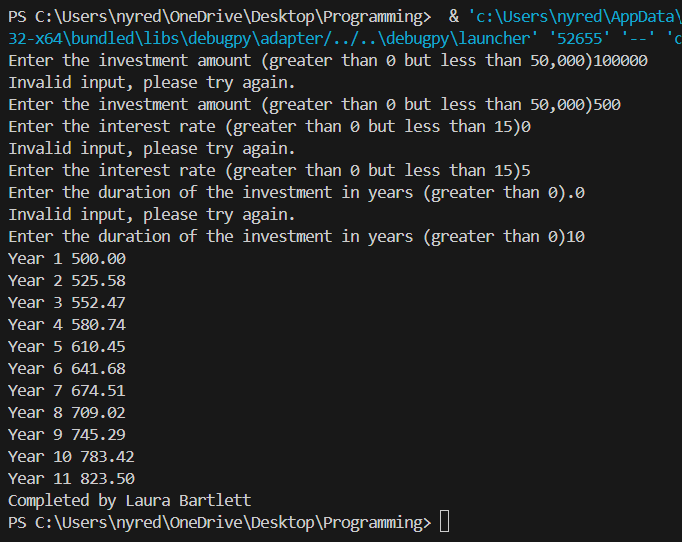 PS C:\Users\nyred\OneDrive\Desktop\Programming>  & 'c:\Users\nyred\AppData\
32-x64\bundled\libs\debugpy\adapter/../..\debugpy\launcher' '52655' '--' 'c
Enter the investment amount (greater than 0 but less than 50,000)100000
Invalid input, please try again.
Enter the investment amount (greater than 0 but less than 50,000)500
Enter the interest rate (greater than 0 but less than 15)0
Invalid input, please try again.
Enter the interest rate (greater than 0 but less than 15)5
Enter the duration of the investment in years (greater than 0).0
Invalid input, please try again.
Enter the duration of the investment in years (greater than 0)10
Year 1 500.00
Year 2 525.58
Year 3 552.47
Year 4 580.74
Year 5 610.45
Year 6 641.68
Year 7 674.51
Year 8 709.02
Year 9 745.29
Year 10 783.42
Year 11 823.50
Completed by Laura Bartlett
PS C:\Users\nyred\OneDrive\Desktop\Programming>